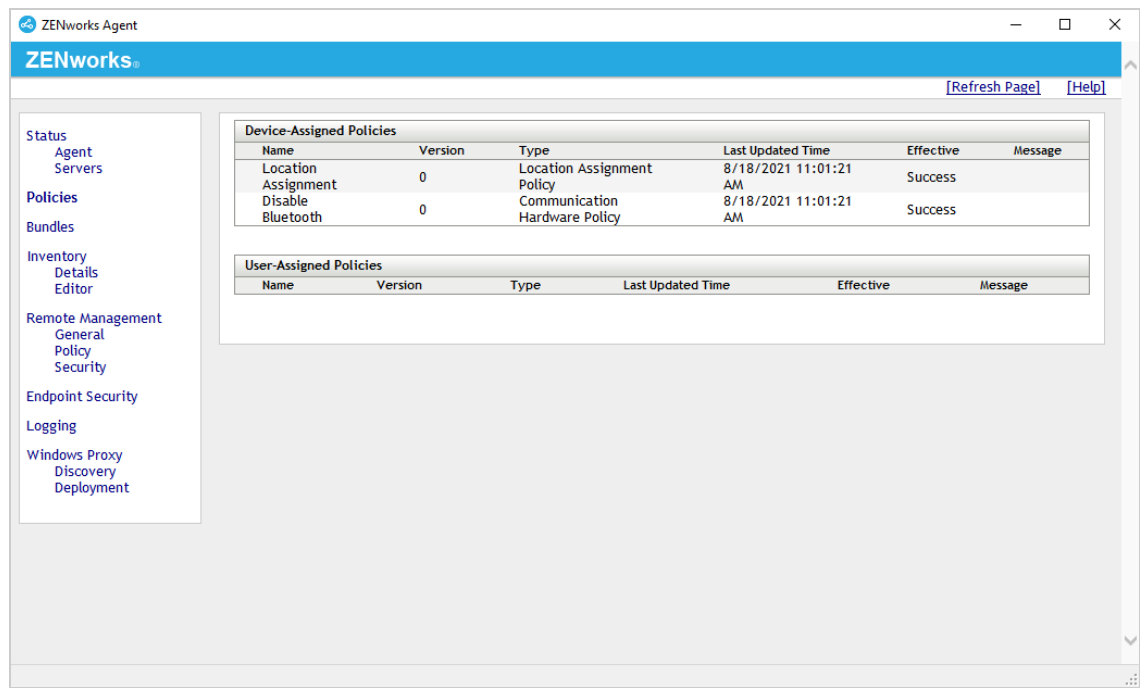 ZENworks Agent
ZENworks®
[Refresh Page] [Help]
Status
Agent
Servers
Policies
Bundles
Inventory
Details
Editor
Remote Management
General
Policy
Security
Endpoint Security
Logging
Windows Proxy
Discovery
Deployment
Device-Assigned Policies
Name Version Type Last Updated Time Effective Message
Location Assignment 0 Location Assignment Policy 8/18/2021 11:01:21 AM Success
Disable Bluetooth 0 Communication Hardware Policy 8/18/2021 11:01:21 AM Success
User-Assigned Policies
Name Version Type Last Updated Time Effective Message